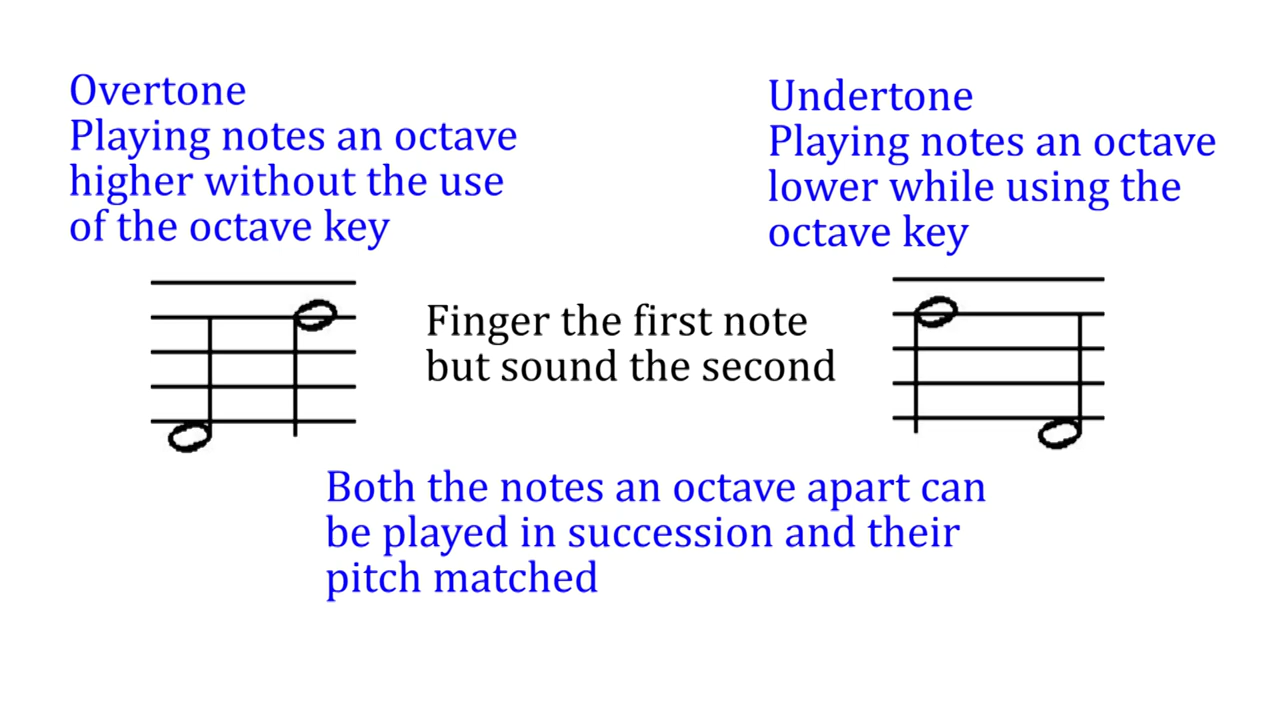 Overtone
Playing notes an octave
higher without the use
of the octave key
Undertone
Playing notes an octave
lower while using the
octave key
Finger the first note
but sound the second
Both the notes an octave apart can
be played in succession and their
pitch matched